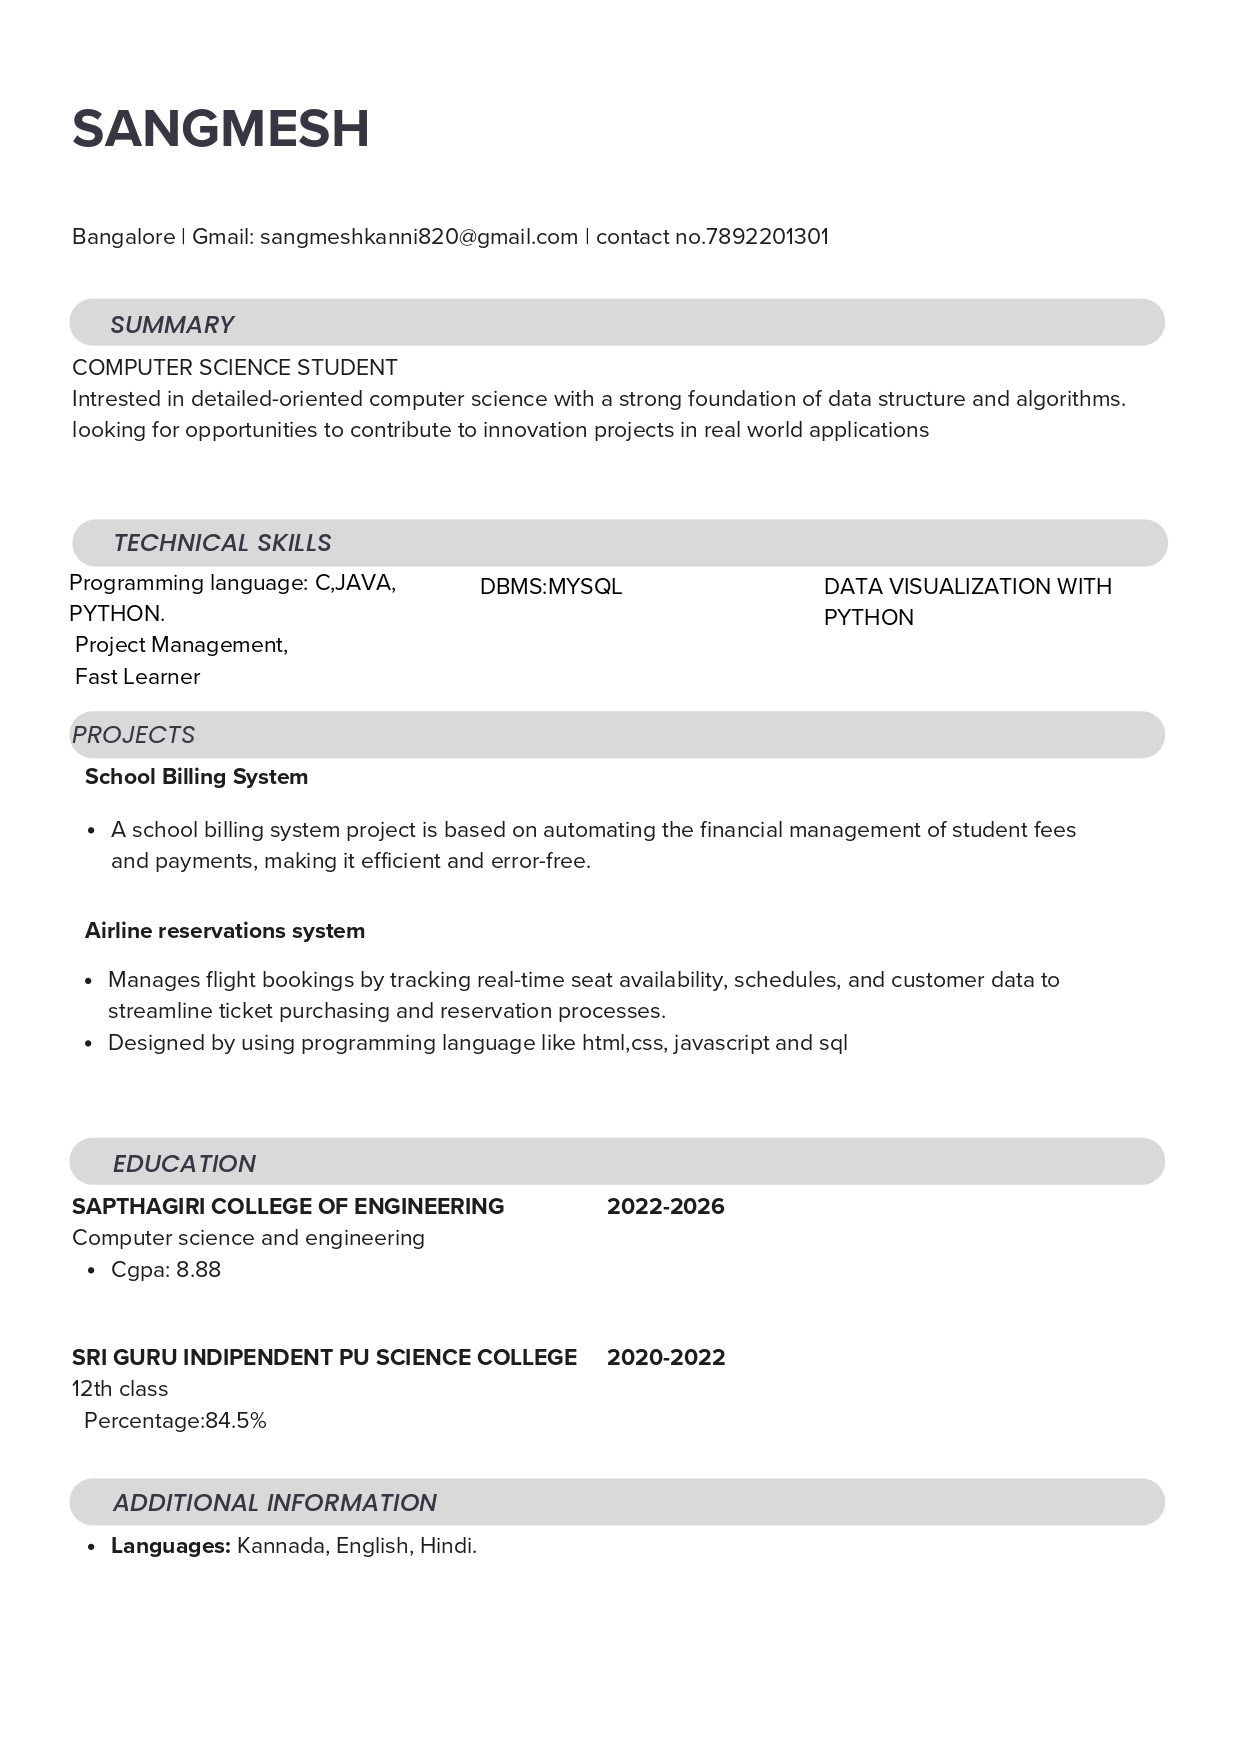 SANGMESH
Bangalore | Gmail: sangmeshkanni820@gmail.com | contact no.7892201301
SUMMARY
COMPUTER SCIENCE STUDENT
Intrested in detailed-oriented computer science with a strong foundation of data structure and algorithms.
looking for opportunities to contribute to innovation projects in real world applications
TECHNICAL SKILLS
Programming language: C,JAVA,
PYTHON.
Project Management,
Fast Learner
DBMS:MYSQL
DATA VISUALIZATION WITH
PYTHON
PROJECTS
School Billing System
• A school billing system project is based on automating the financial management of student fees
and payments, making it efficient and error-free.
Airline reservations system
• Manages flight bookings by tracking real-time seat availability, schedules, and customer data to
streamline ticket purchasing and reservation processes.
• Designed by using programming language like html,css, javascript and sql
EDUCATION
SAPTHAGIRI COLLEGE OF ENGINEERING 2022-2026
Computer science and engineering
• Cgpa: 8.88
SRI GURU INDIPENDENT PU SCIENCE COLLEGE 2020-2022
12th class
Percentage:84.5%
ADDITIONAL INFORMATION
• Languages: Kannada, English, Hindi.